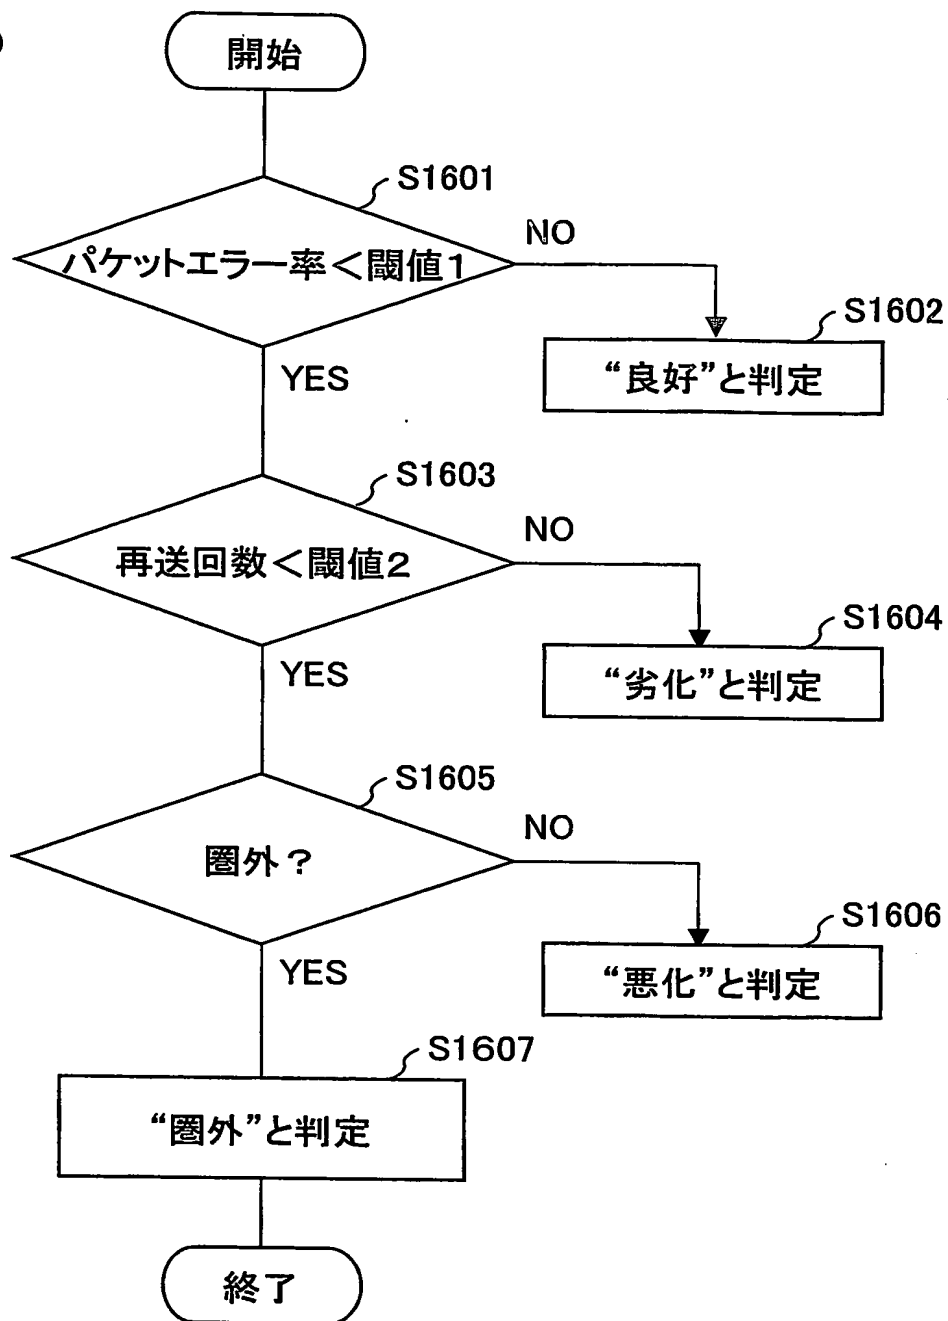 開始
S1601
パケットエラー率<閾値1
NO
S1602
“良好”と判定
YES
S1603
再送回数<閾値2
NO
S1604
“劣化”と判定
YES
S1605
圏外?
NO
S1606
“悪化”と判定
YES
S1607
“圏外”と判定
終了